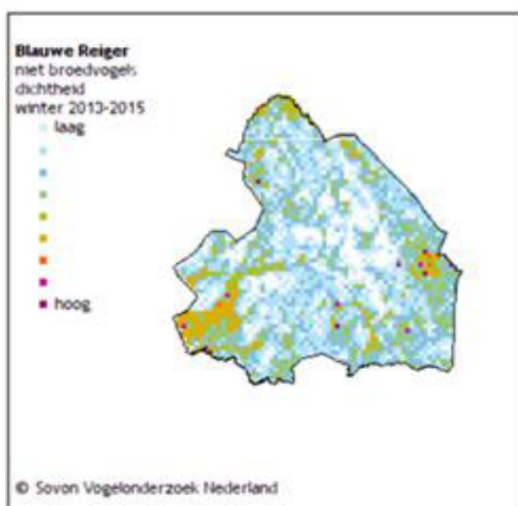 Blauwe Reiger
niet broedvogels
dichtheid
winter 2013-2015
laag
hoog
© Sovon Vogelonderzoek Nederland